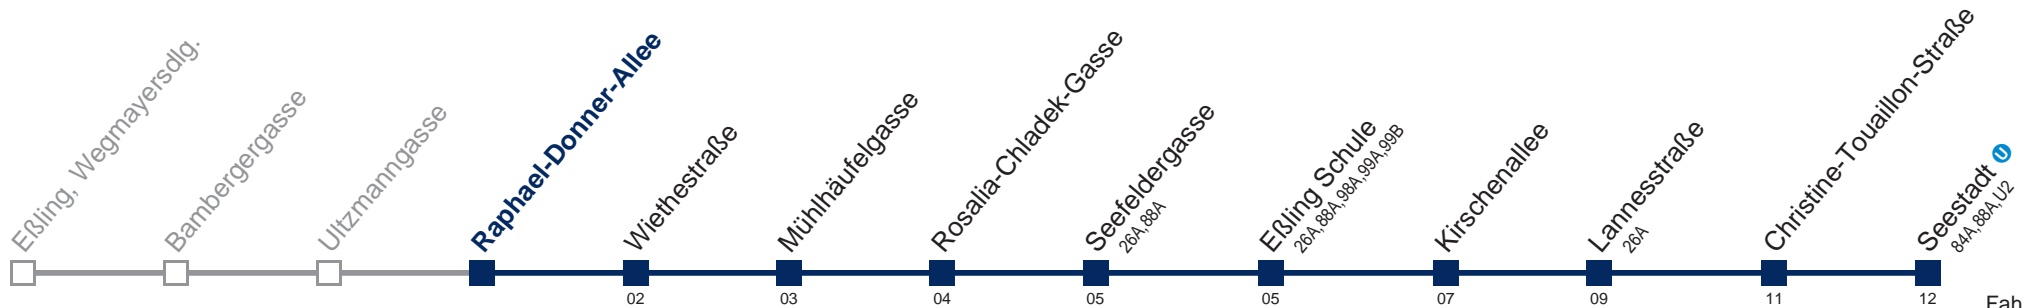 Eßling, Wegmayersdlg.
Bambergergasse
Ultzmanngasse
Raphael-Donner-Allee
Wiethestraße
02
Mühlhäufelgasse
03
Rosalia-Chladek-Gasse
04
Seefeldergasse
26A,88A
05
Eßling Schule
26A,88A,98A,99A,99B
05
Kirschenallee
07
Lannesstraße
26A
09
Christine-Touaillon-Straße
11
Seestadt U
84A,88A,U2
12
Fah